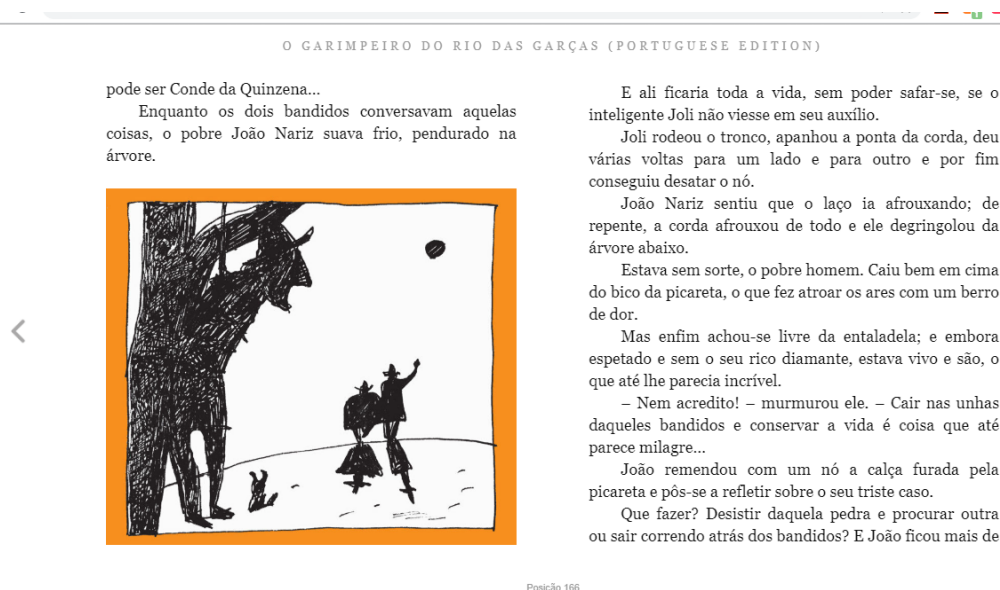 O GARIMPEIRO DO RIO DAS GARÇAS (PORTUGUESE EDITION)
pode ser Conde da Quinzena...
Enquanto os dois bandidos conversavam aquelas
coisas, o pobre João Nariz suava frio, pendurado na
árvore.
E ali ficaria toda a vida, sem poder safar-se, se o
inteligente Joli não viesse em seu auxílio.
Joli rodeou o tronco, apanhou a ponta da corda, deu
várias voltas para um lado e para outro e por fim
conseguiu desatar o nó.
João Nariz sentiu que o laço ia afrouxando; de
repente, a corda afrouxou de todo e ele degringolou da
árvore abaixo.
Estava sem sorte, o pobre homem. Caiu bem em cima
do bico da picareta, o que fez atroar os ares com um berro
de dor.
Mas enfim achou-se livre da entaladela; e embora
espetado e sem o seu rico diamante, estava vivo e são, o
que até lhe parecia incrível.
– Nem acredito! – murmurou ele. – Cair nas unhas
daqueles bandidos e conservar a vida é coisa que até
parece milagre...
João remendou com um nó a calça furada pela
picareta e pôs-se a refletir sobre o seu triste caso.
Que fazer? Desistir daquela pedra e procurar outra
ou sair correndo atrás dos bandidos? E João ficou mais de
Posição 166